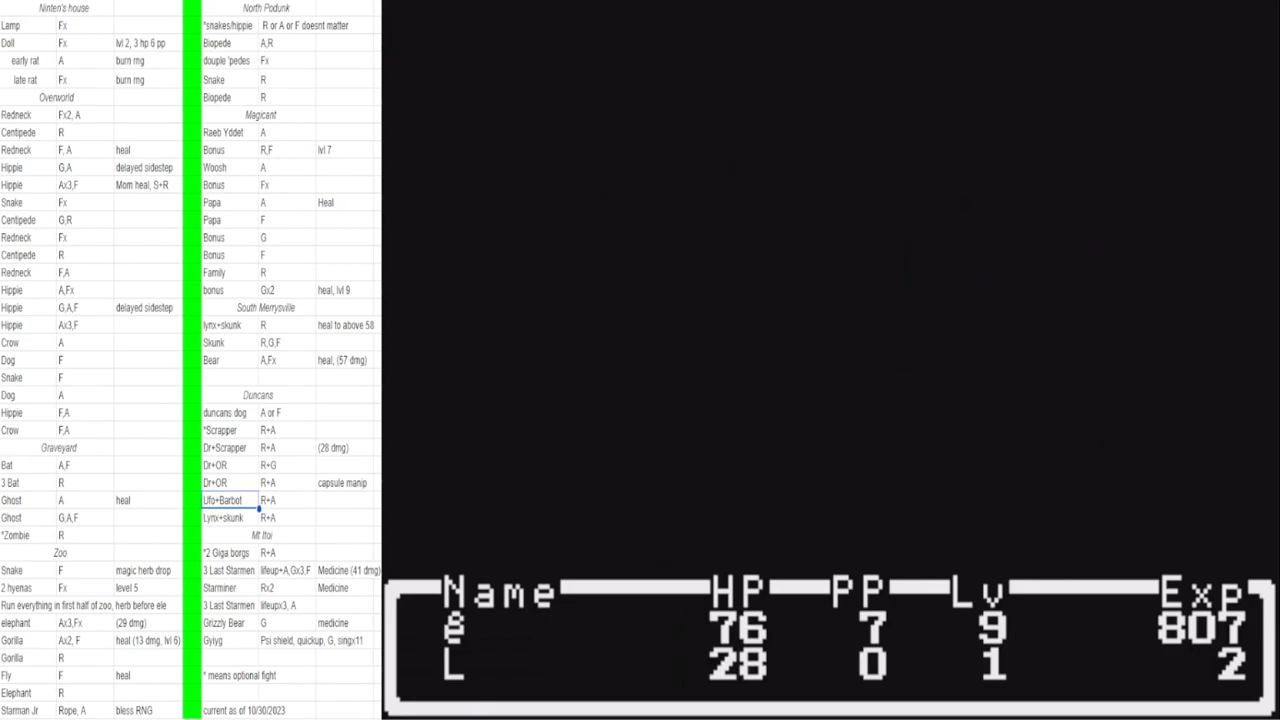 Ninten's house
Lamp Fx
Doll Fx lvl 2, 3 hp 6 pp
early rat A burn rng
late rat Fx burn rng
Overworld
Redneck Fx2, A
Centipede R
Redneck F, A heal
Hippie G,A delayed sidestep
Hippie Ax3,F Mom heal, S+R
Snake Fx
Centipede G,R
Redneck Fx
Centipede R
Redneck F,A
Hippie A,Fx
Hippie G,A,F delayed sidestep
Hippie Ax3,F
Crow A
Dog F
Snake F
Dog A
Hippie F,A
Crow F,A
Graveyard
Bat A,F
3 Bat R
Ghost A heal
Ghost G,A,F
*Zombie R
Zoo
Snake F magic herb drop
2 hyenas Fx level 5
Run everything in first half of zoo, herb before ele
elephant Ax3,Fx (29 dmg)
Gorilla Ax2, F heal (13 dmg, lvl 6)
Gorilla R
Fly F heal
Elephant R
Starman Jr Rope, A bless RNG
North Podunk
*snakes/hippie R or A or F doesnt matter
Biopede A,R
douple 'pedes Fx
Snake R
Biopede R
Magicant
Raeb Yddet A
Bonus R,F lvl 7
Woosh A
Bonus Fx
Papa A Heal
Papa F
Bonus G
Bonus F
Family R
bonus Gx2 heal, lvl 9
South Merrysville
lynx+skunk R heal to above 58
Skunk R,G,F
Bear A,Fx heal, (57 dmg)
Duncans
duncans dog A or F
*Scrapper R+A
Dr+Scrapper R+A (28 dmg)
Dr+OR R+G
Dr+OR R+A capsule manip
Ufo+Barbot R+A
Lynx+skunk R+A
Mt Itoi
*2 Giga borgs R+A
3 Last Starmen lifeup+A,Gx3,F Medicine (41 dmg)
Starminer Rx2 Medicine
3 Last Starmen lifeupx3, A
Grizzly Bear G medicine
Gyiyg Psi shield, quickup, G, singx11
* means optional fight
current as of 10/30/2023
Name HP PP Lv Exp
ê 76 7 9 807
L 28 0 1 2